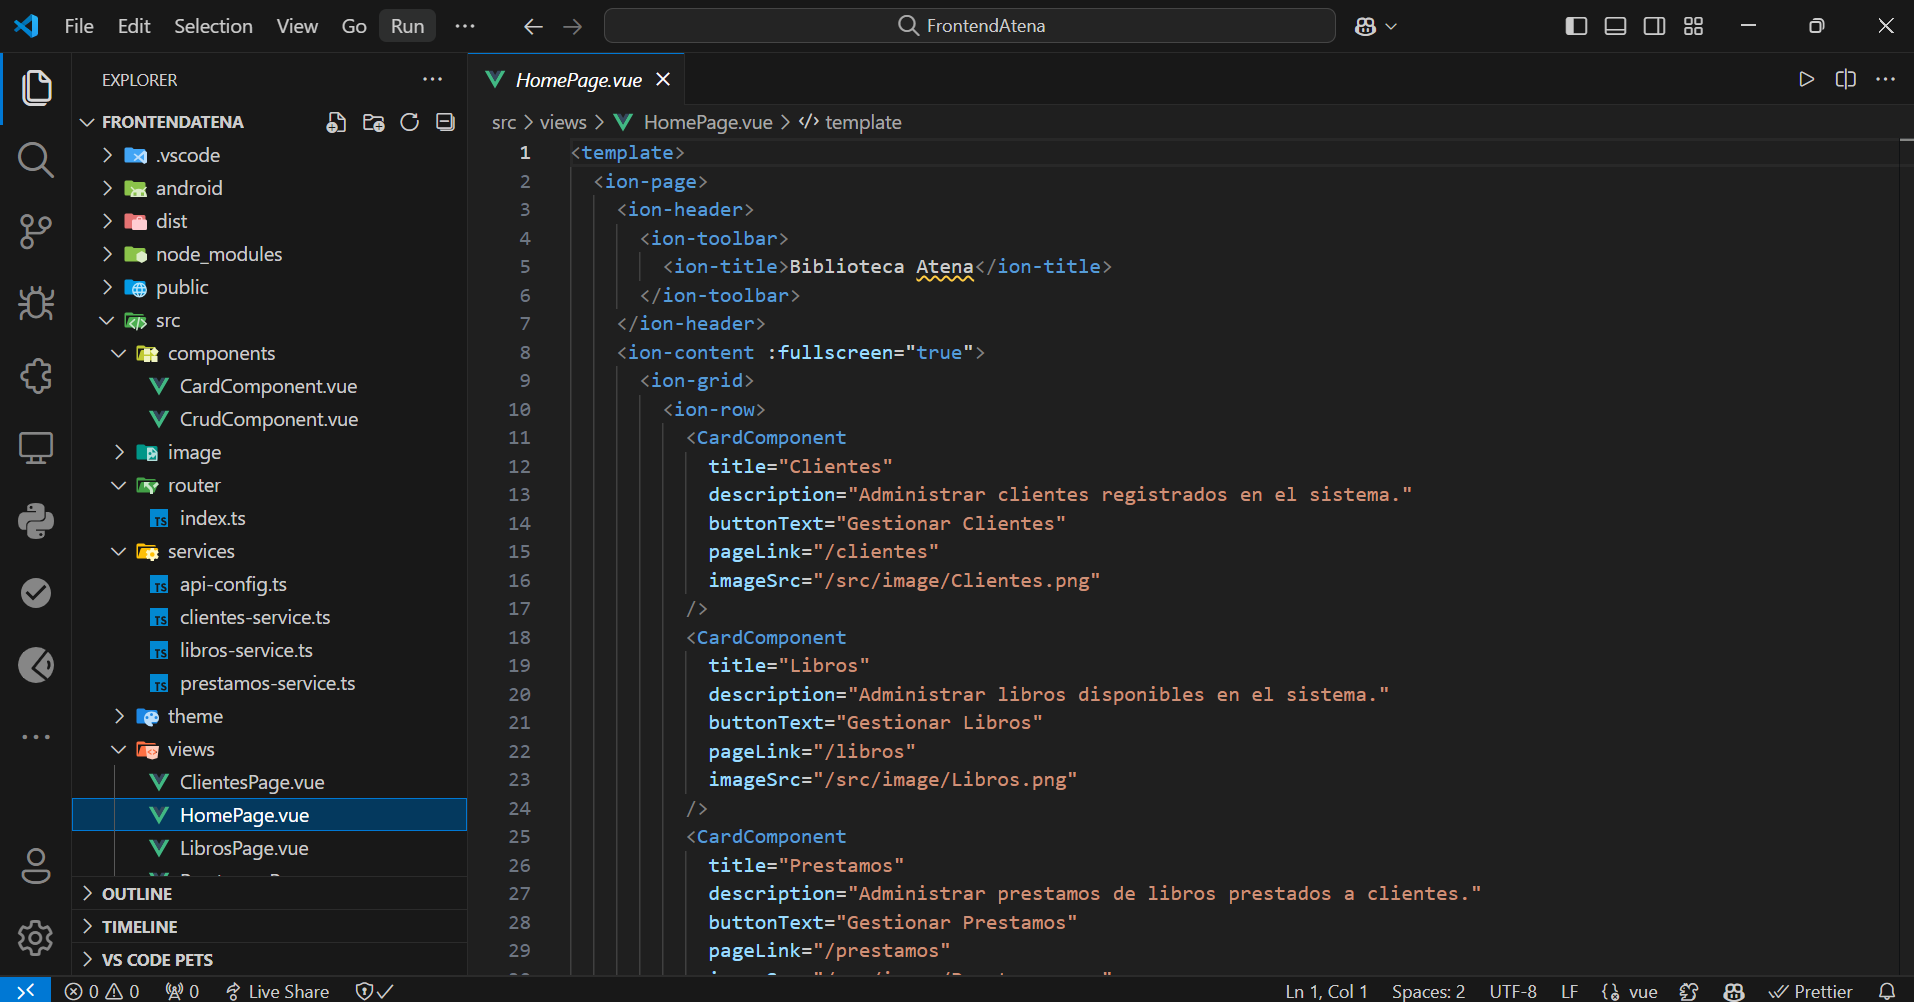 File Edit Selection View Go Run ··· FrontendAtena
EXPLORER ···
FRONTENDATENA
.vscode
android
dist
node_modules
public
src
components
CardComponent.vue
CrudComponent.vue
image
router
index.ts
services
api-config.ts
clientes-service.ts
libros-service.ts
prestamos-service.ts
theme
views
ClientesPage.vue
HomePage.vue
LibrosPage.vue
OUTLINE
TIMELINE
VS CODE PETS
HomePage.vue
src > views > HomePage.vue > template
1 <template>
2 <ion-page>
3 <ion-header>
4 <ion-toolbar>
5 <ion-title>Biblioteca Atena</ion-title>
6 </ion-toolbar>
7 </ion-header>
8 <ion-content :fullscreen="true">
9 <ion-grid>
10 <ion-row>
11 <CardComponent
12 title="Clientes"
13 description="Administrar clientes registrados en el sistema."
14 buttonText="Gestionar Clientes"
15 pageLink="/clientes"
16 imageSrc="/src/image/Clientes.png"
17 />
18 <CardComponent
19 title="Libros"
20 description="Administrar libros disponibles en el sistema."
21 buttonText="Gestionar Libros"
22 pageLink="/libros"
23 imageSrc="/src/image/Libros.png"
24 />
25 <CardComponent
26 title="Prestamos"
27 description="Administrar prestamos de libros prestados a clientes."
28 buttonText="Gestionar Prestamos"
29 pageLink="/prestamos"
0 0 0 Live Share Ln 1, Col 1 Spaces: 2 UTF-8 LF vue Prettier